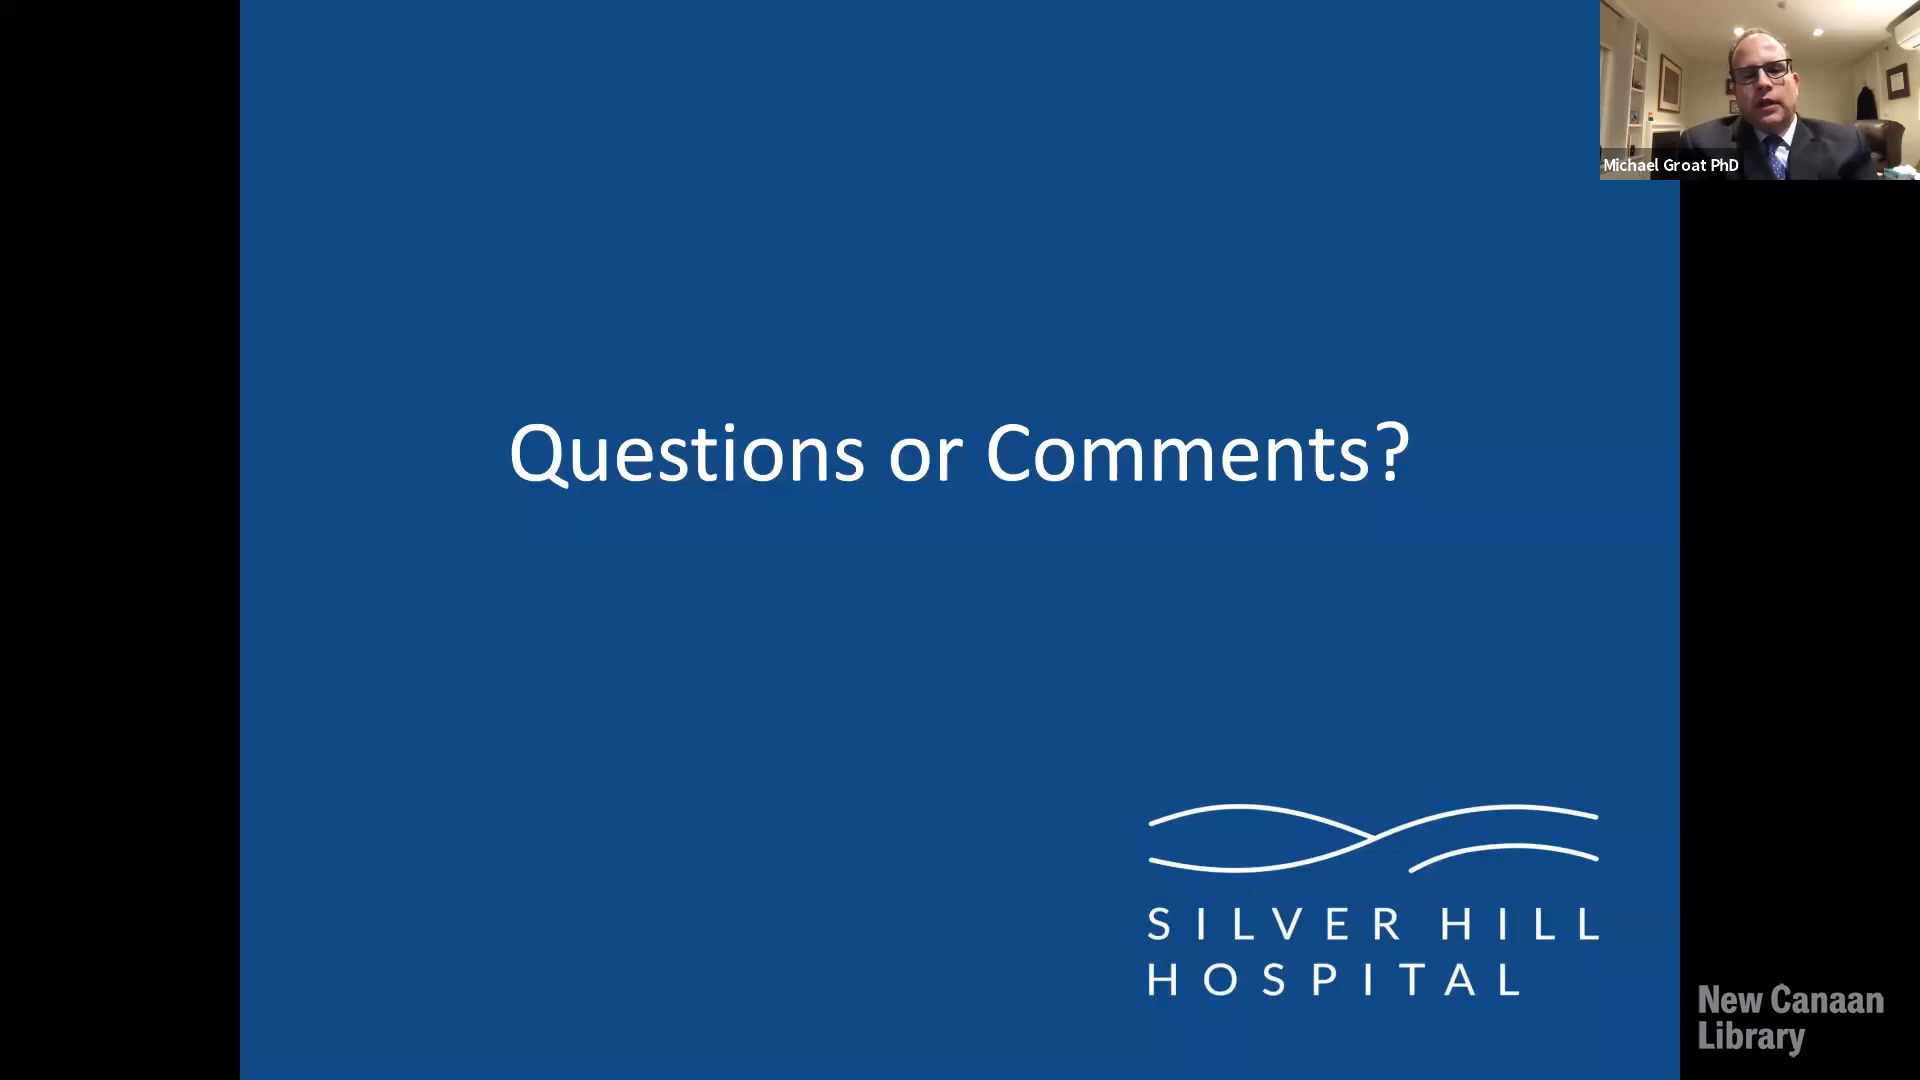 Michael Groat PhD
Questions or Comments?
SILVER HILL
HOSPITAL
New Canaan
Library